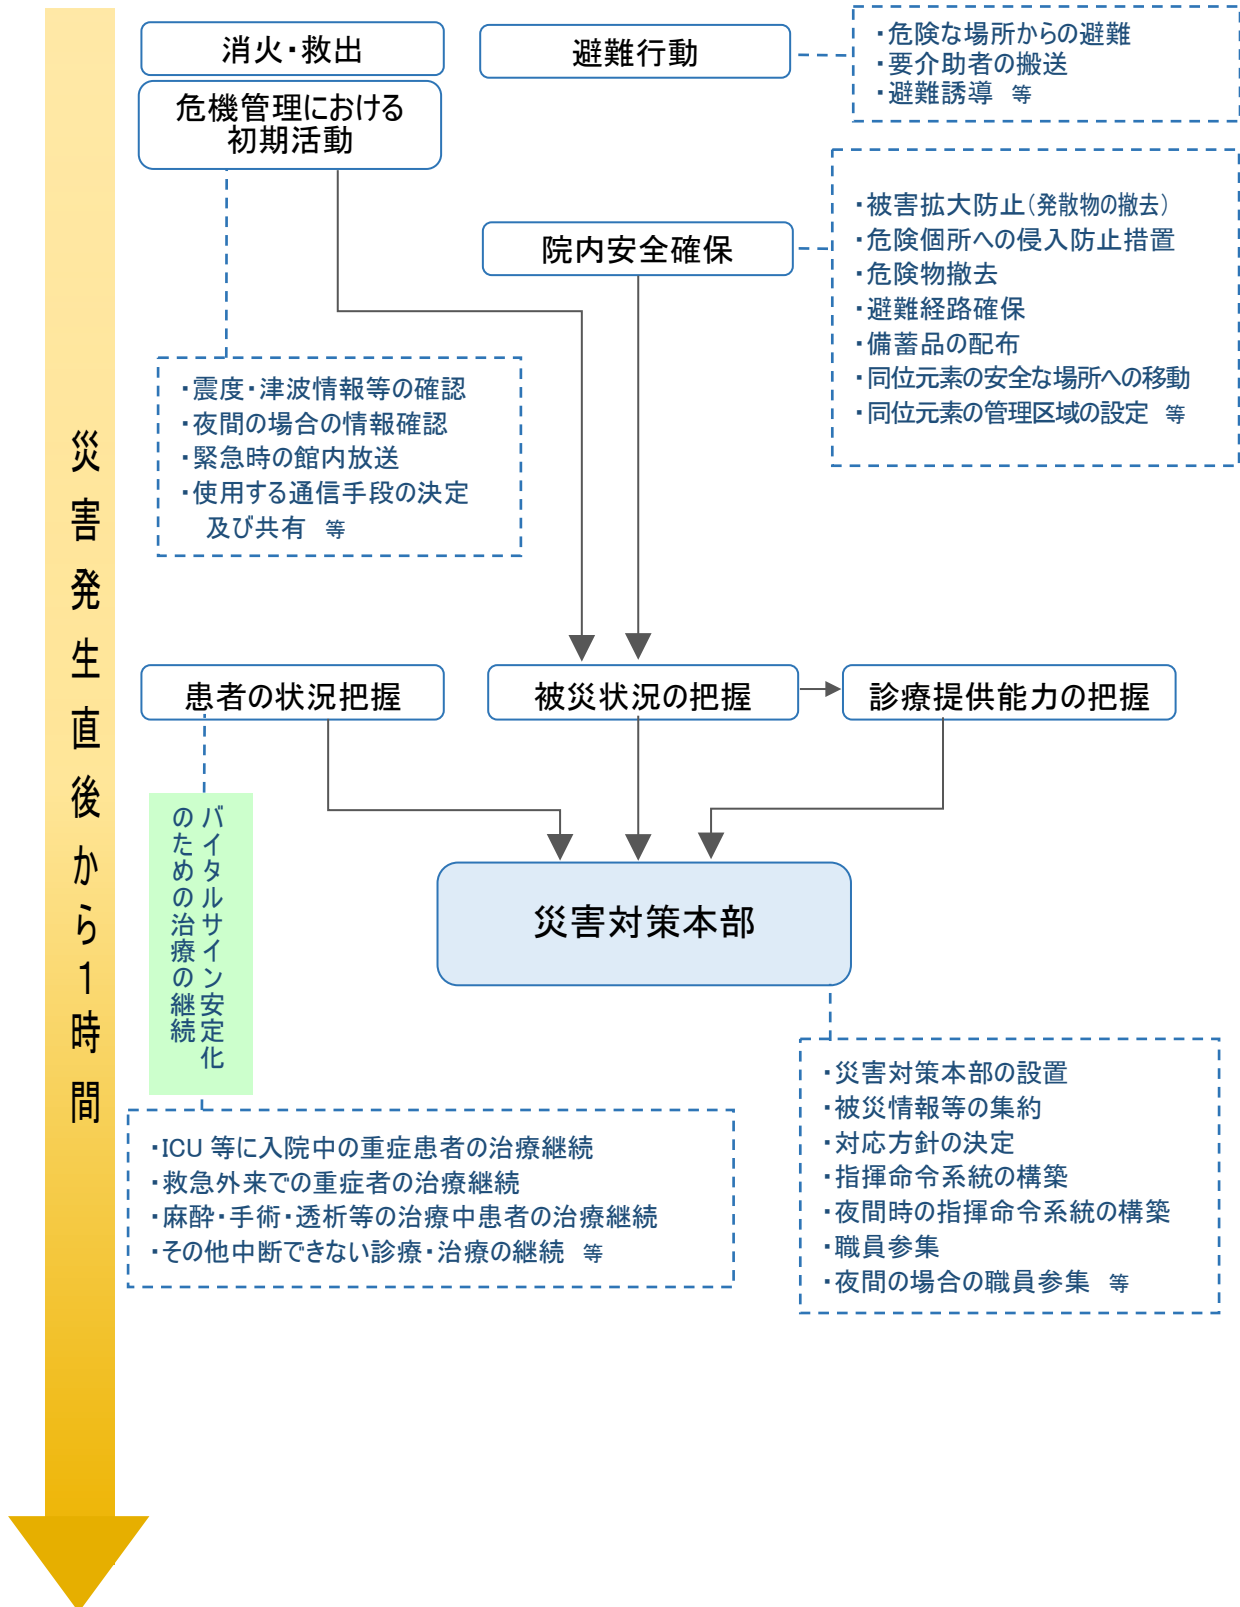 災害発生直後から1時間
消火・救出
危機管理における
初期活動
避難行動
・危険な場所からの避難
・要介助者の搬送
・避難誘導 等
院内安全確保
・被害拡大防止(発散物の撤去)
・危険個所への侵入防止措置
・危険物撤去
・避難経路確保
・備蓄品の配布
・同位元素の安全な場所への移動
・同位元素の管理区域の設定 等
・震度・津波情報等の確認
・夜間の場合の情報確認
・緊急時の館内放送
・使用する通信手段の決定
及び共有 等
患者の状況把握
被災状況の把握
診療提供能力の把握
バイタルサイン安定化
のための治療の継続
災害対策本部
・ICU 等に入院中の重症患者の治療継続
・救急外来での重症者の治療継続
・麻酔・手術・透析等の治療中患者の治療継続
・その他中断できない診療・治療の継続 等
・災害対策本部の設置
・被災情報等の集約
・対応方針の決定
・指揮命令系統の構築
・夜間時の指揮命令系統の構築
・職員参集
・夜間の場合の職員参集 等